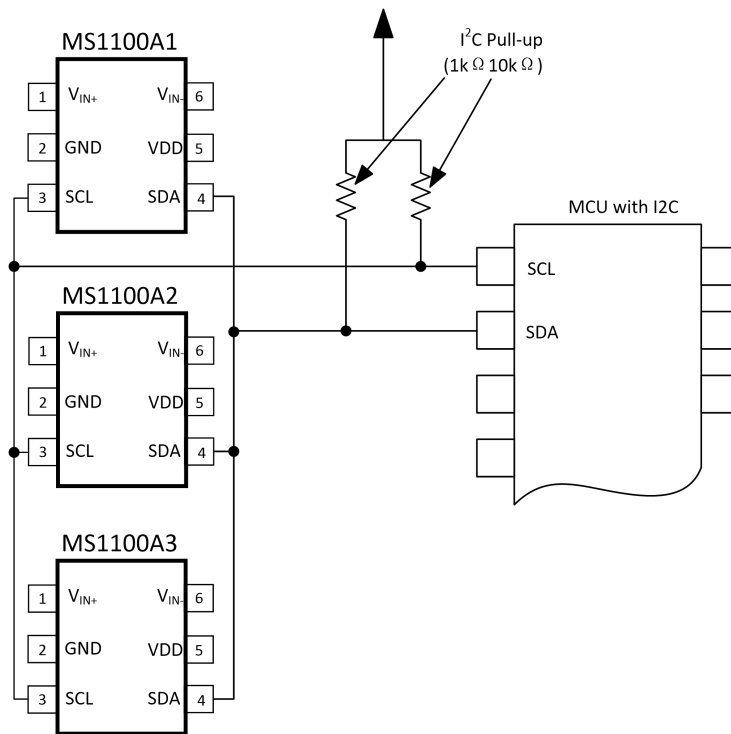 MS1100A1
1 VIN+ VIN- 6
2 GND VDD 5
3 SCL SDA 4
I²C Pull-up
(1kΩ 10kΩ)
MCU with I2C
SCL
SDA
MS1100A2
1 VIN+ VIN- 6
2 GND VDD 5
3 SCL SDA 4
MS1100A3
1 VIN+ VIN- 6
2 GND VDD 5
3 SCL SDA 4